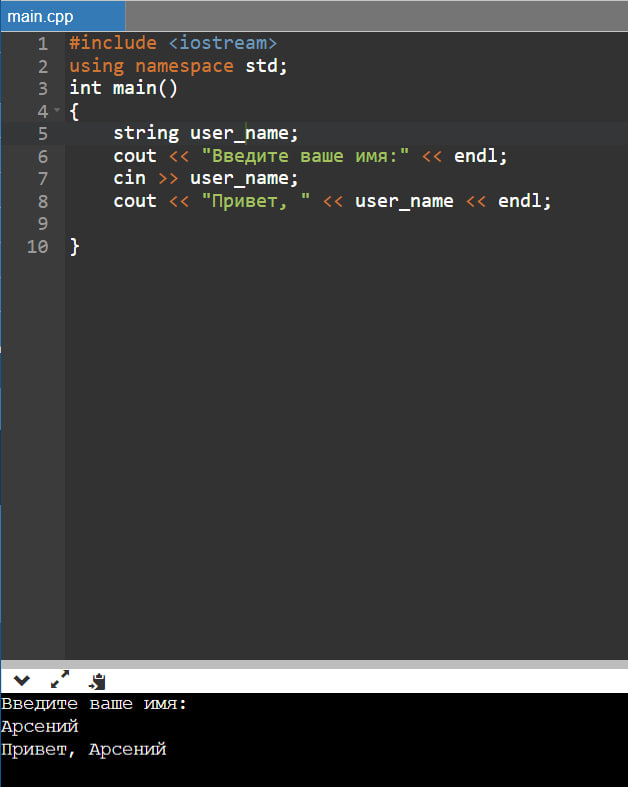 main.cpp
1 #include <iostream>
2 using namespace std;
3 int main()
4 {
5     string user_name;
6     cout << "Введите ваше имя:" << endl;
7     cin >> user_name;
8     cout << "Привет, " << user_name << endl;
9
10 }
Введите ваше имя:
Арсений
Привет, Арсений